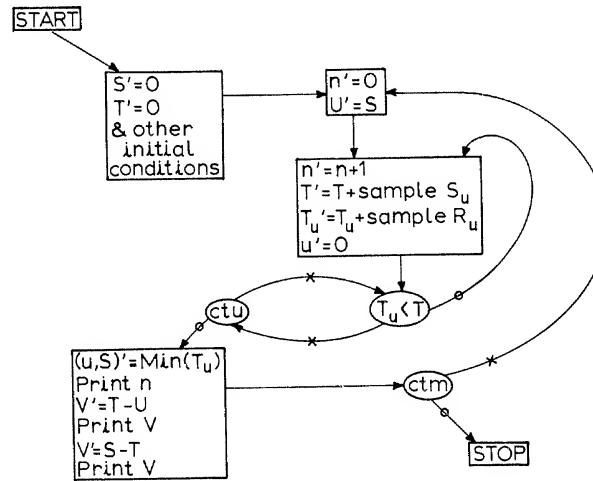 START
S'=O
T'=O
& other
initial
conditions
n'=O
U'=S
n'=n+1
T'=T+sample S_u
T_u'=T_u+sample R_u
u'=O
T_u<T
ctu
(u,S)'=Min(T_u)
Print n
V'=T-U
Print V
V'=S-T
Print V
ctm
STOP